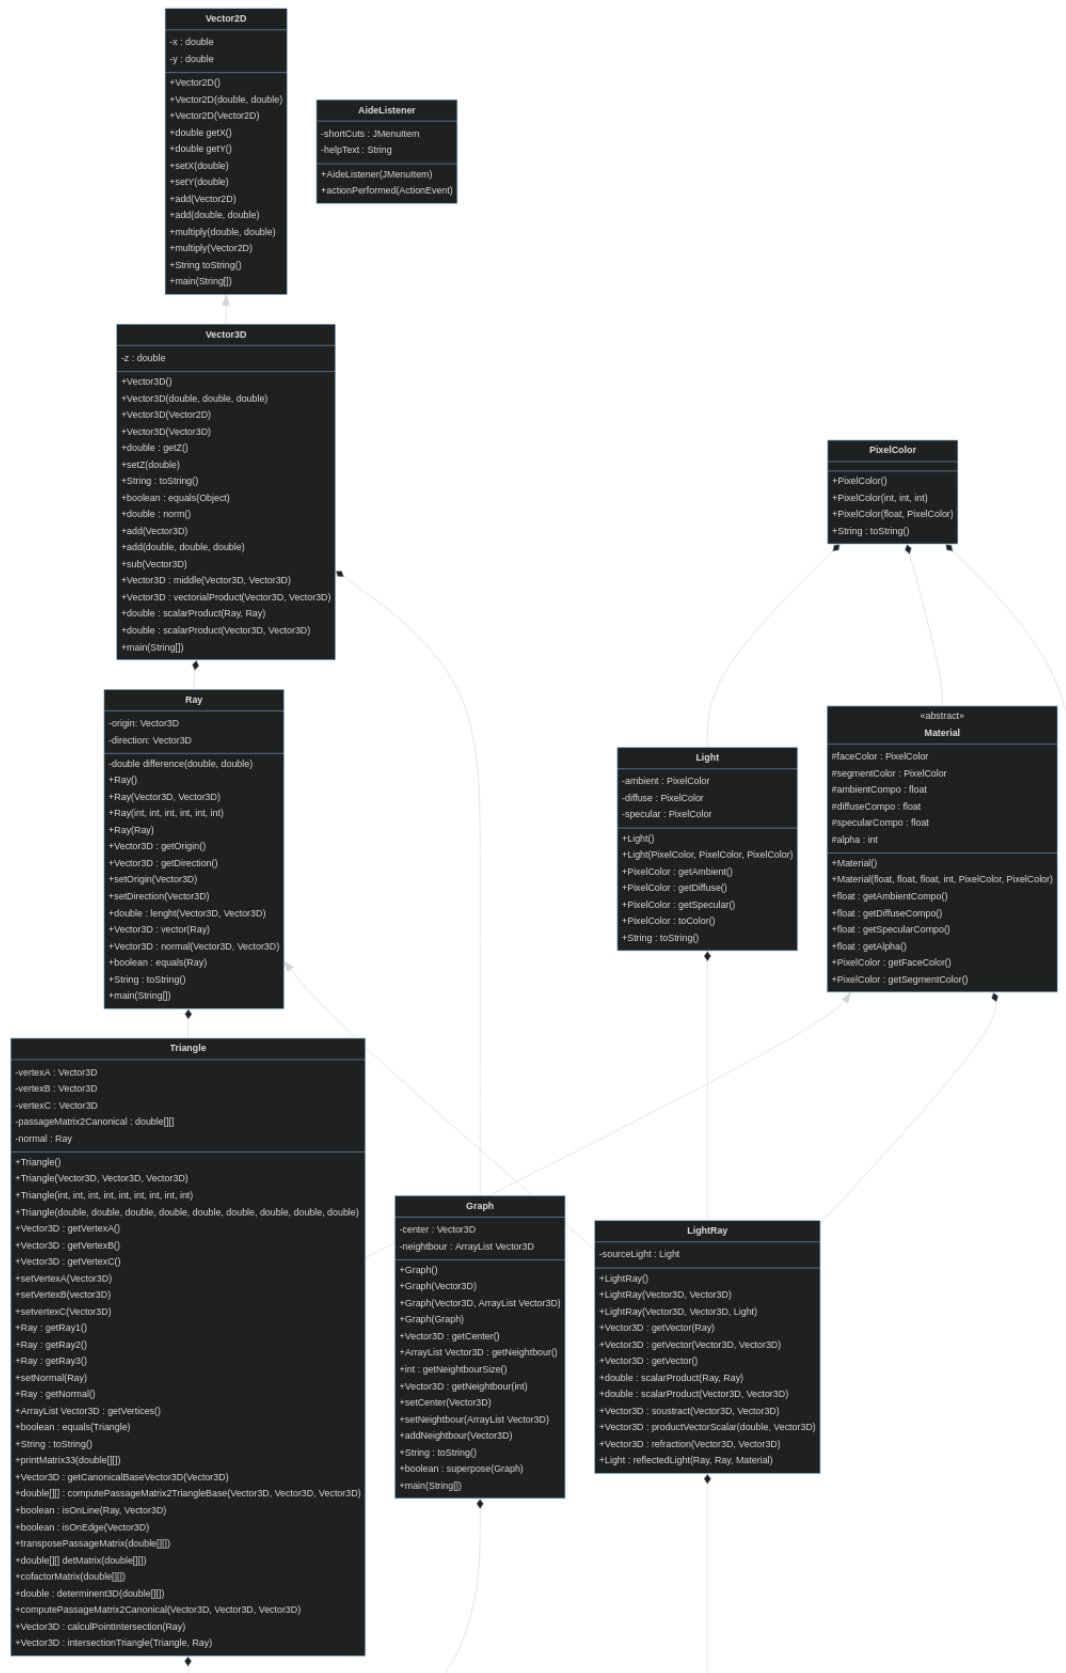 Vector2D
-x : double
-y : double
+Vector2D()
+Vector2D(double, double)
+Vector2D(Vector2D)
+double getX()
+double getY()
+setX(double)
+setY(double)
+add(Vector2D)
+add(double, double)
+multiply(double, double)
+multiply(Vector2D)
+String toString()
+main(String[])
AideListener
-shortCuts : JMenuItem
-helpText : String
+AideListener(JMenuItem)
+actionPerformed(ActionEvent)
Vector3D
-z : double
+Vector3D()
+Vector3D(double, double, double)
+Vector3D(Vector2D)
+Vector3D(Vector3D)
+double : getZ()
+setZ(double)
+String : toString()
+boolean : equals(Object)
+double : norm()
+add(Vector3D)
+add(double, double, double)
+sub(Vector3D)
+Vector3D : middle(Vector3D, Vector3D)
+Vector3D : vectorialProduct(Vector3D, Vector3D)
+double : scalarProduct(Ray, Ray)
+double : scalarProduct(Vector3D, Vector3D)
+main(String[])
PixelColor
+PixelColor()
+PixelColor(int, int, int)
+PixelColor(float, PixelColor)
+String : toString()
Ray
-origin: Vector3D
-direction: Vector3D
-double difference(double, double)
+Ray()
+Ray(Vector3D, Vector3D)
+Ray(int, int, int, int, int, int)
+Ray(Ray)
+Vector3D : getOrigin()
+Vector3D : getDirection()
+setOrigin(Vector3D)
+setDirection(Vector3D)
+double : lenght(Vector3D, Vector3D)
+Vector3D : vector(Ray)
+Vector3D : normal(Vector3D, Vector3D)
+boolean : equals(Ray)
+String : toString()
+main(String[])
Light
-ambient : PixelColor
-diffuse : PixelColor
-specular : PixelColor
+Light()
+Light(PixelColor, PixelColor, PixelColor)
+PixelColor : getAmbient()
+PixelColor : getDiffuse()
+PixelColor : getSpecular()
+PixelColor : toColor()
+String : toString()
«abstract»
Material
#faceColor : PixelColor
#segmentColor : PixelColor
#ambientCompo : float
#diffuseCompo : float
#specularCompo : float
#alpha : int
+Material()
+Material(float, float, float, int, PixelColor, PixelColor)
+float : getAmbientCompo()
+float : getDiffuseCompo()
+float : getSpecularCompo()
+float : getAlpha()
+PixelColor : getFaceColor()
+PixelColor : getSegmentColor()
Triangle
-vertexA : Vector3D
-vertexB : Vector3D
-vertexC : Vector3D
-passageMatrix2Canonical : double[][]
-normal : Ray
+Triangle()
+Triangle(Vector3D, Vector3D, Vector3D)
+Triangle(int, int, int, int, int, int, int, int, int)
+Triangle(double, double, double, double, double, double, double, double, double)
+Vector3D : getVertexA()
+Vector3D : getVertexB()
+Vector3D : getVertexC()
+setVertexA(Vector3D)
+setVertexB(vector3D)
+setvertexC(Vector3D)
+Ray : getRay1()
+Ray : getRay2()
+Ray : getRay3()
+setNormal(Ray)
+Ray : getNormal()
+ArrayList Vector3D : getVertices()
+boolean : equals(Triangle)
+String : toString()
+printMatrix33(double[][])
+Vector3D : getCanonicalBaseVector3D(Vector3D)
+double[][] : computePassageMatrix2TriangleBase(Vector3D, Vector3D, Vector3D)
+boolean : isOnLine(Ray, Vector3D)
+boolean : isOnEdge(Vector3D)
+transposePassageMatrix(double[][])
+double[][] detMatrix(double[][])
+cofactorMatrix(double[][])
+double : determinent3D(double[][])
+computePassageMatrix2Canonical(Vector3D, Vector3D, Vector3D)
+Vector3D : calculPointIntersection(Ray)
+Vector3D : intersectionTriangle(Triangle, Ray)
Graph
-center : Vector3D
-neightbour : ArrayList Vector3D
+Graph()
+Graph(Vector3D)
+Graph(Vector3D, ArrayList Vector3D)
+Graph(Graph)
+Vector3D : getCenter()
+ArrayList Vector3D : getNeightbour()
+int : getNeightbourSize()
+Vector3D : getNeightbour(int)
+setCenter(Vector3D)
+setNeightbour(ArrayList Vector3D)
+addNeightbour(Vector3D)
+String : toString()
+boolean : superpose(Graph)
+main(String[])
LightRay
-sourceLight : Light
+LightRay()
+LightRay(Vector3D, Vector3D)
+LightRay(Vector3D, Vector3D, Light)
+Vector3D : getVector(Ray)
+Vector3D : getVector(Vector3D, Vector3D)
+Vector3D : getVector()
+double : scalarProduct(Ray, Ray)
+double : scalarProduct(Vector3D, Vector3D)
+Vector3D : soustract(Vector3D, Vector3D)
+Vector3D : productVectorScalar(double, Vector3D)
+Vector3D : refraction(Vector3D, Vector3D)
+Light : reflectedLight(Ray, Ray, Material)